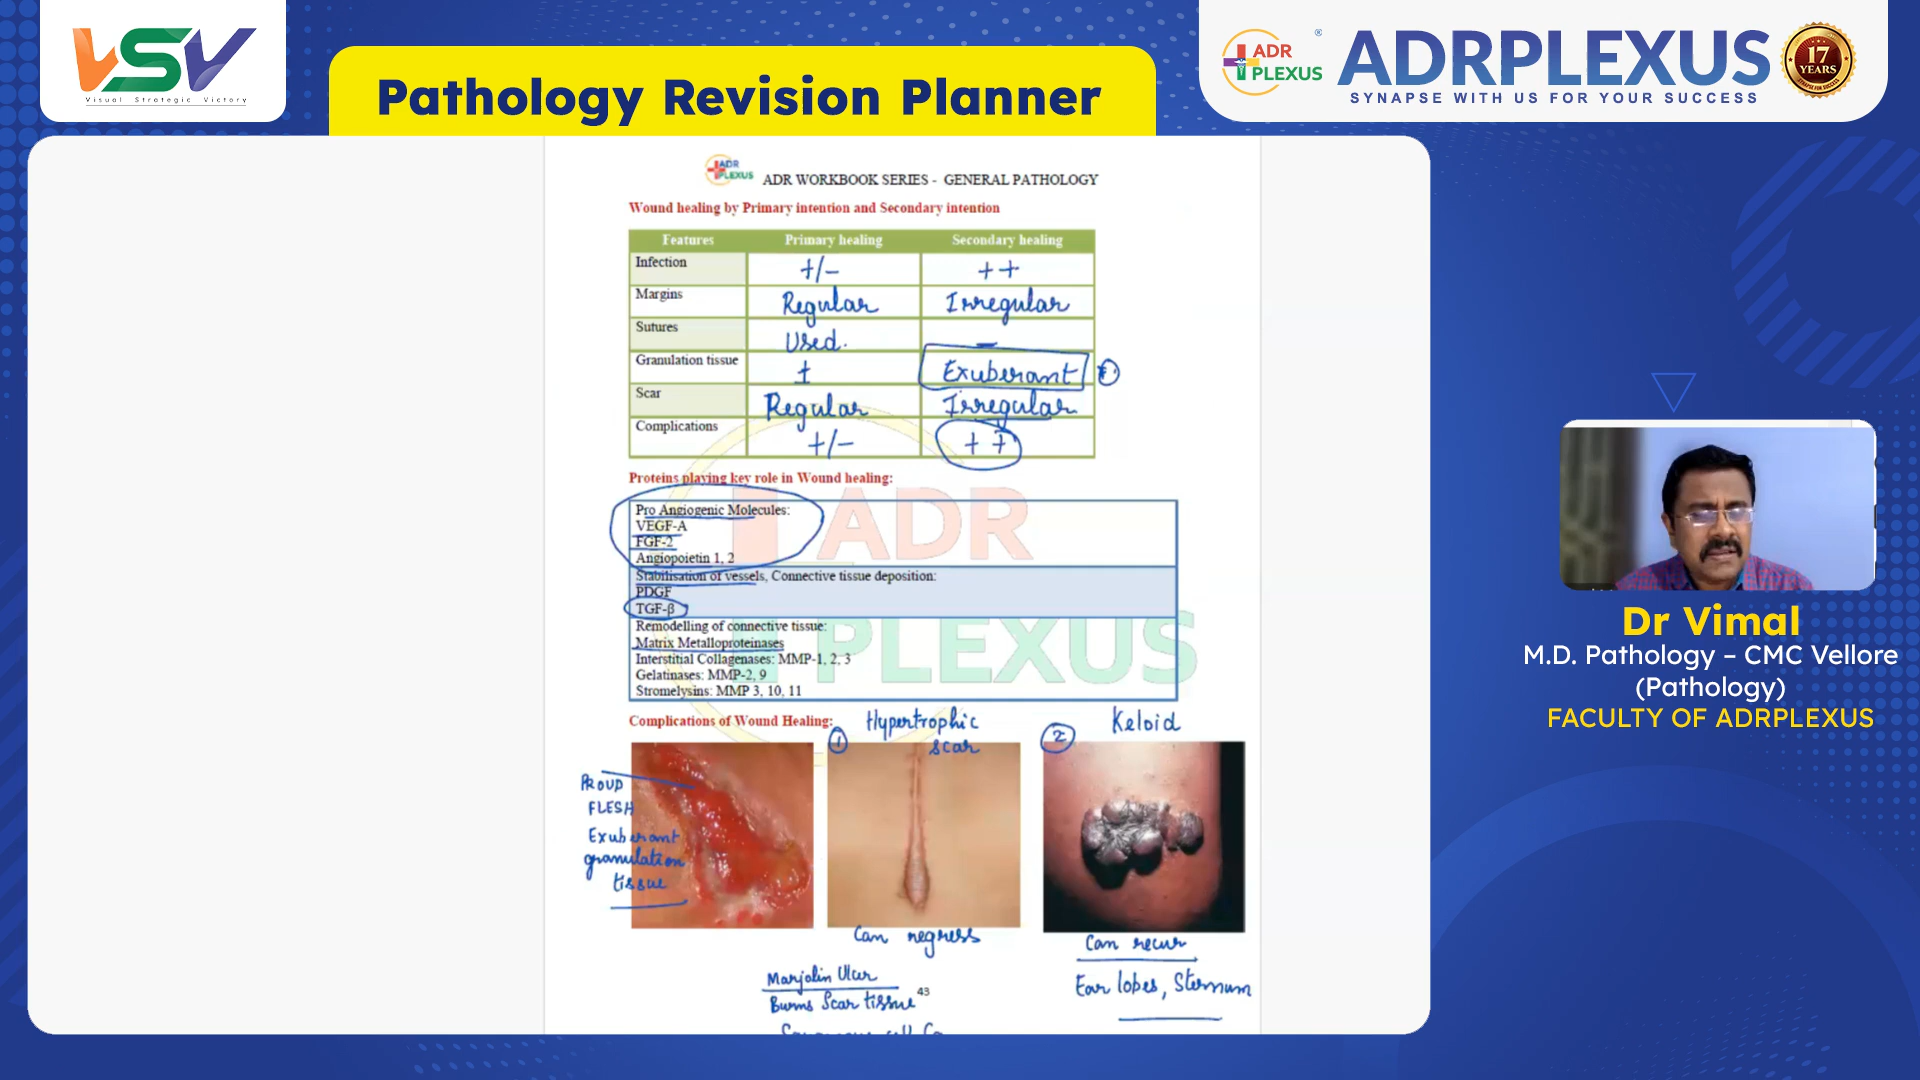 VSV
Visual Strategic Victory
Pathology Revision Planner
ADR
PLEXUS
®
ADRPLEXUS
SYNAPSE WITH US FOR YOUR SUCCESS
17
YEARS
ADR
PLEXUS
ADR WORKBOOK SERIES - GENERAL PATHOLOGY
Wound healing by Primary intention and Secondary intention
Features Primary healing Secondary healing
Infection +/- ++
Margins Regular Irregular
Sutures Used. -
Granulation tissue ± Exuberant
Scar Regular Irregular
Complications +/- ++
Proteins playing key role in Wound healing:
Pro Angiogenic Molecules:
VEGF-A
FGF-2
Angiopoietin 1, 2
Stabilisation of vessels, Connective tissue deposition:
PDGF
TGF-β
Remodelling of connective tissue:
Matrix Metalloproteinases
Interstitial Collagenases: MMP-1, 2, 3
Gelatinases: MMP-2, 9
Stromelysins: MMP 3, 10, 11
ADR
PLEXUS
Complications of Wound Healing:
1 Hypertrophic
scar
2 Keloid
PROUD
FLESH
Exuberant
granulation
tissue
Can regress
Can recur
Ear lobes, Sternum
Marjolin Ulcer
Burns Scar tissue
43
Dr Vimal
M.D. Pathology – CMC Vellore
(Pathology)
FACULTY OF ADRPLEXUS